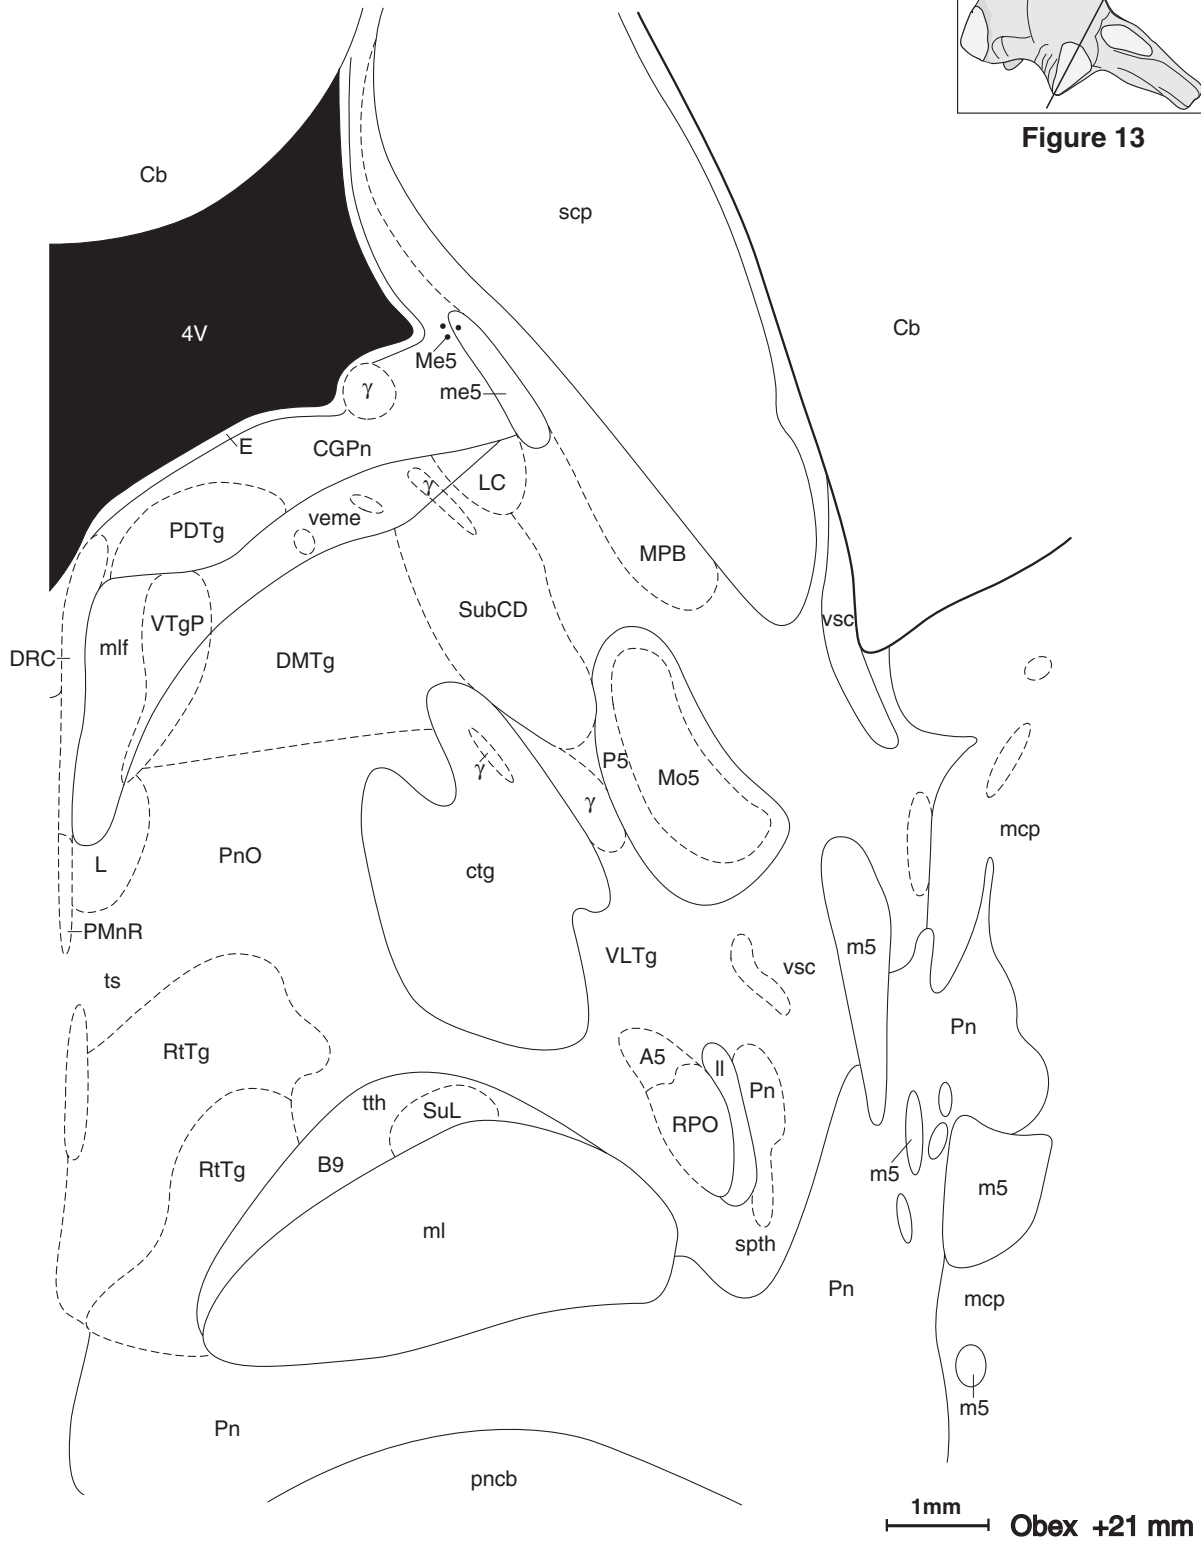 Figure 13
Cb
scp
Cb
4V
Me5
me5
γ
E
CGPn
LC
γ
veme
PDTg
MPB
SubCD
vsc
VTgP
mlf
DRC
DMTg
P5
Mo5
γ
γ
mcp
PnO
L
ctg
PMnR
m5
VLTg
vsc
ts
Pn
RtTg
A5
ll
Pn
tth
SuL
RPO
B9
RtTg
m5
m5
ml
spth
Pn
mcp
m5
Pn
pncb
1mm
Obex +21 mm